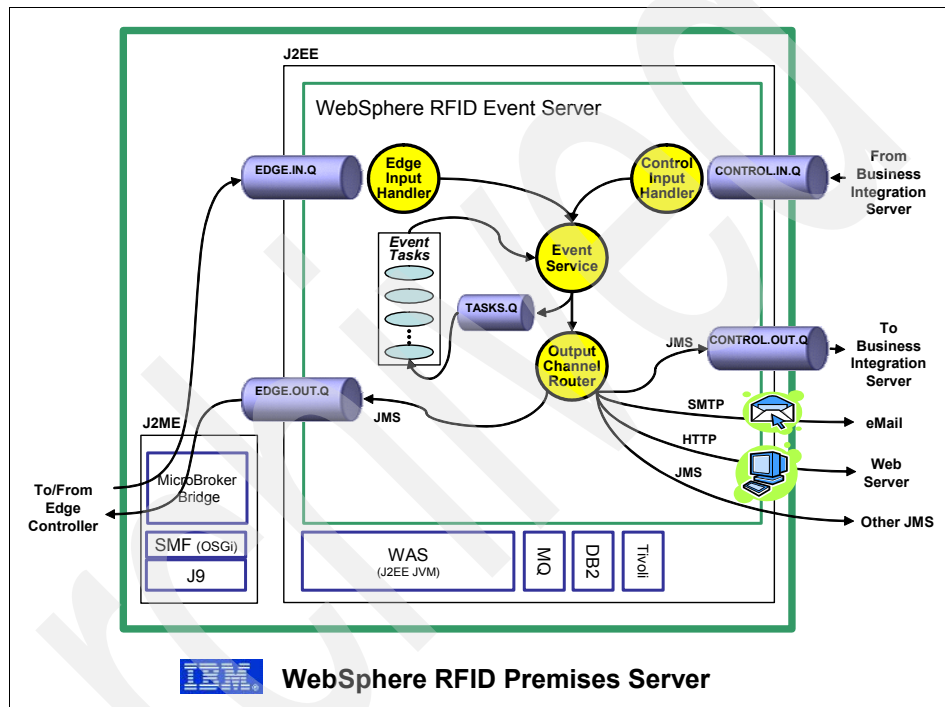 J2EE
WebSphere RFID Event Server
EDGE.IN.Q
Edge
Input
Handler
Control
Input
Handler
CONTROL.IN.Q
From
Business
Integration
Server
Event
Tasks
Event
Service
TASKS.Q
Output
Channel
Router
JMS
CONTROL.OUT.Q
To
Business
Integration
Server
EDGE.OUT.Q
JMS
SMTP
eMail
HTTP
Web
Server
JMS
Other JMS
J2ME
MicroBroker
Bridge
To/From
Edge
Controller
SMF (OSGi)
J9
WAS
(J2EE JVM)
MQ
DB2
Tivoli
IBM.
WebSphere RFID Premises Server